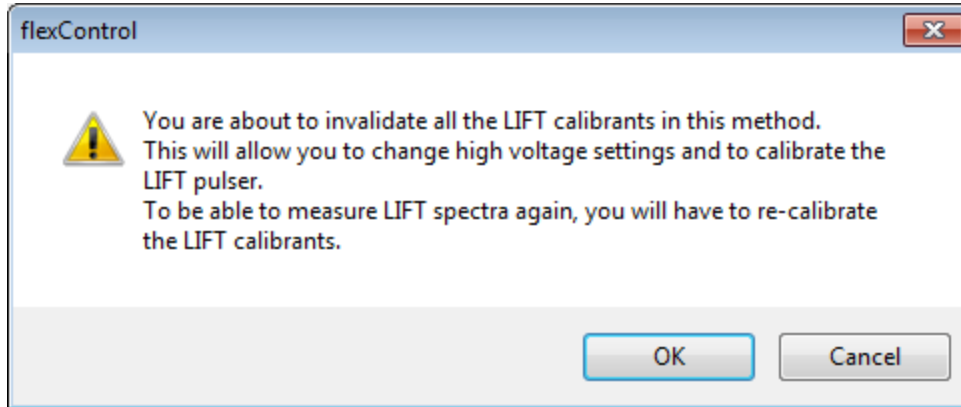 flexControl
You are about to invalidate all the LIFT calibrants in this method.
This will allow you to change high voltage settings and to calibrate the
LIFT pulser.
To be able to measure LIFT spectra again, you will have to re-calibrate
the LIFT calibrants.
OK
Cancel